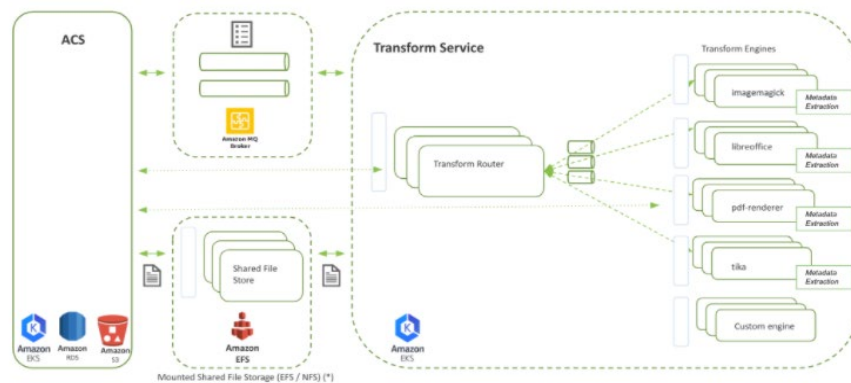 ACS
Amazon
EKS
Amazon
RDS
Amazon
S3
Amazon MQ
Broker
Shared File
Store
Amazon
EFS
Mounted Shared File Storage (EFS / NFS) (*)
Transform Service
Transform Router
Amazon
EKS
Transform Engines
imagemagick
Metadata
Extraction
libreoffice
Metadata
Extraction
pdf-renderer
Metadata
Extraction
tika
Metadata
Extraction
Custom engine